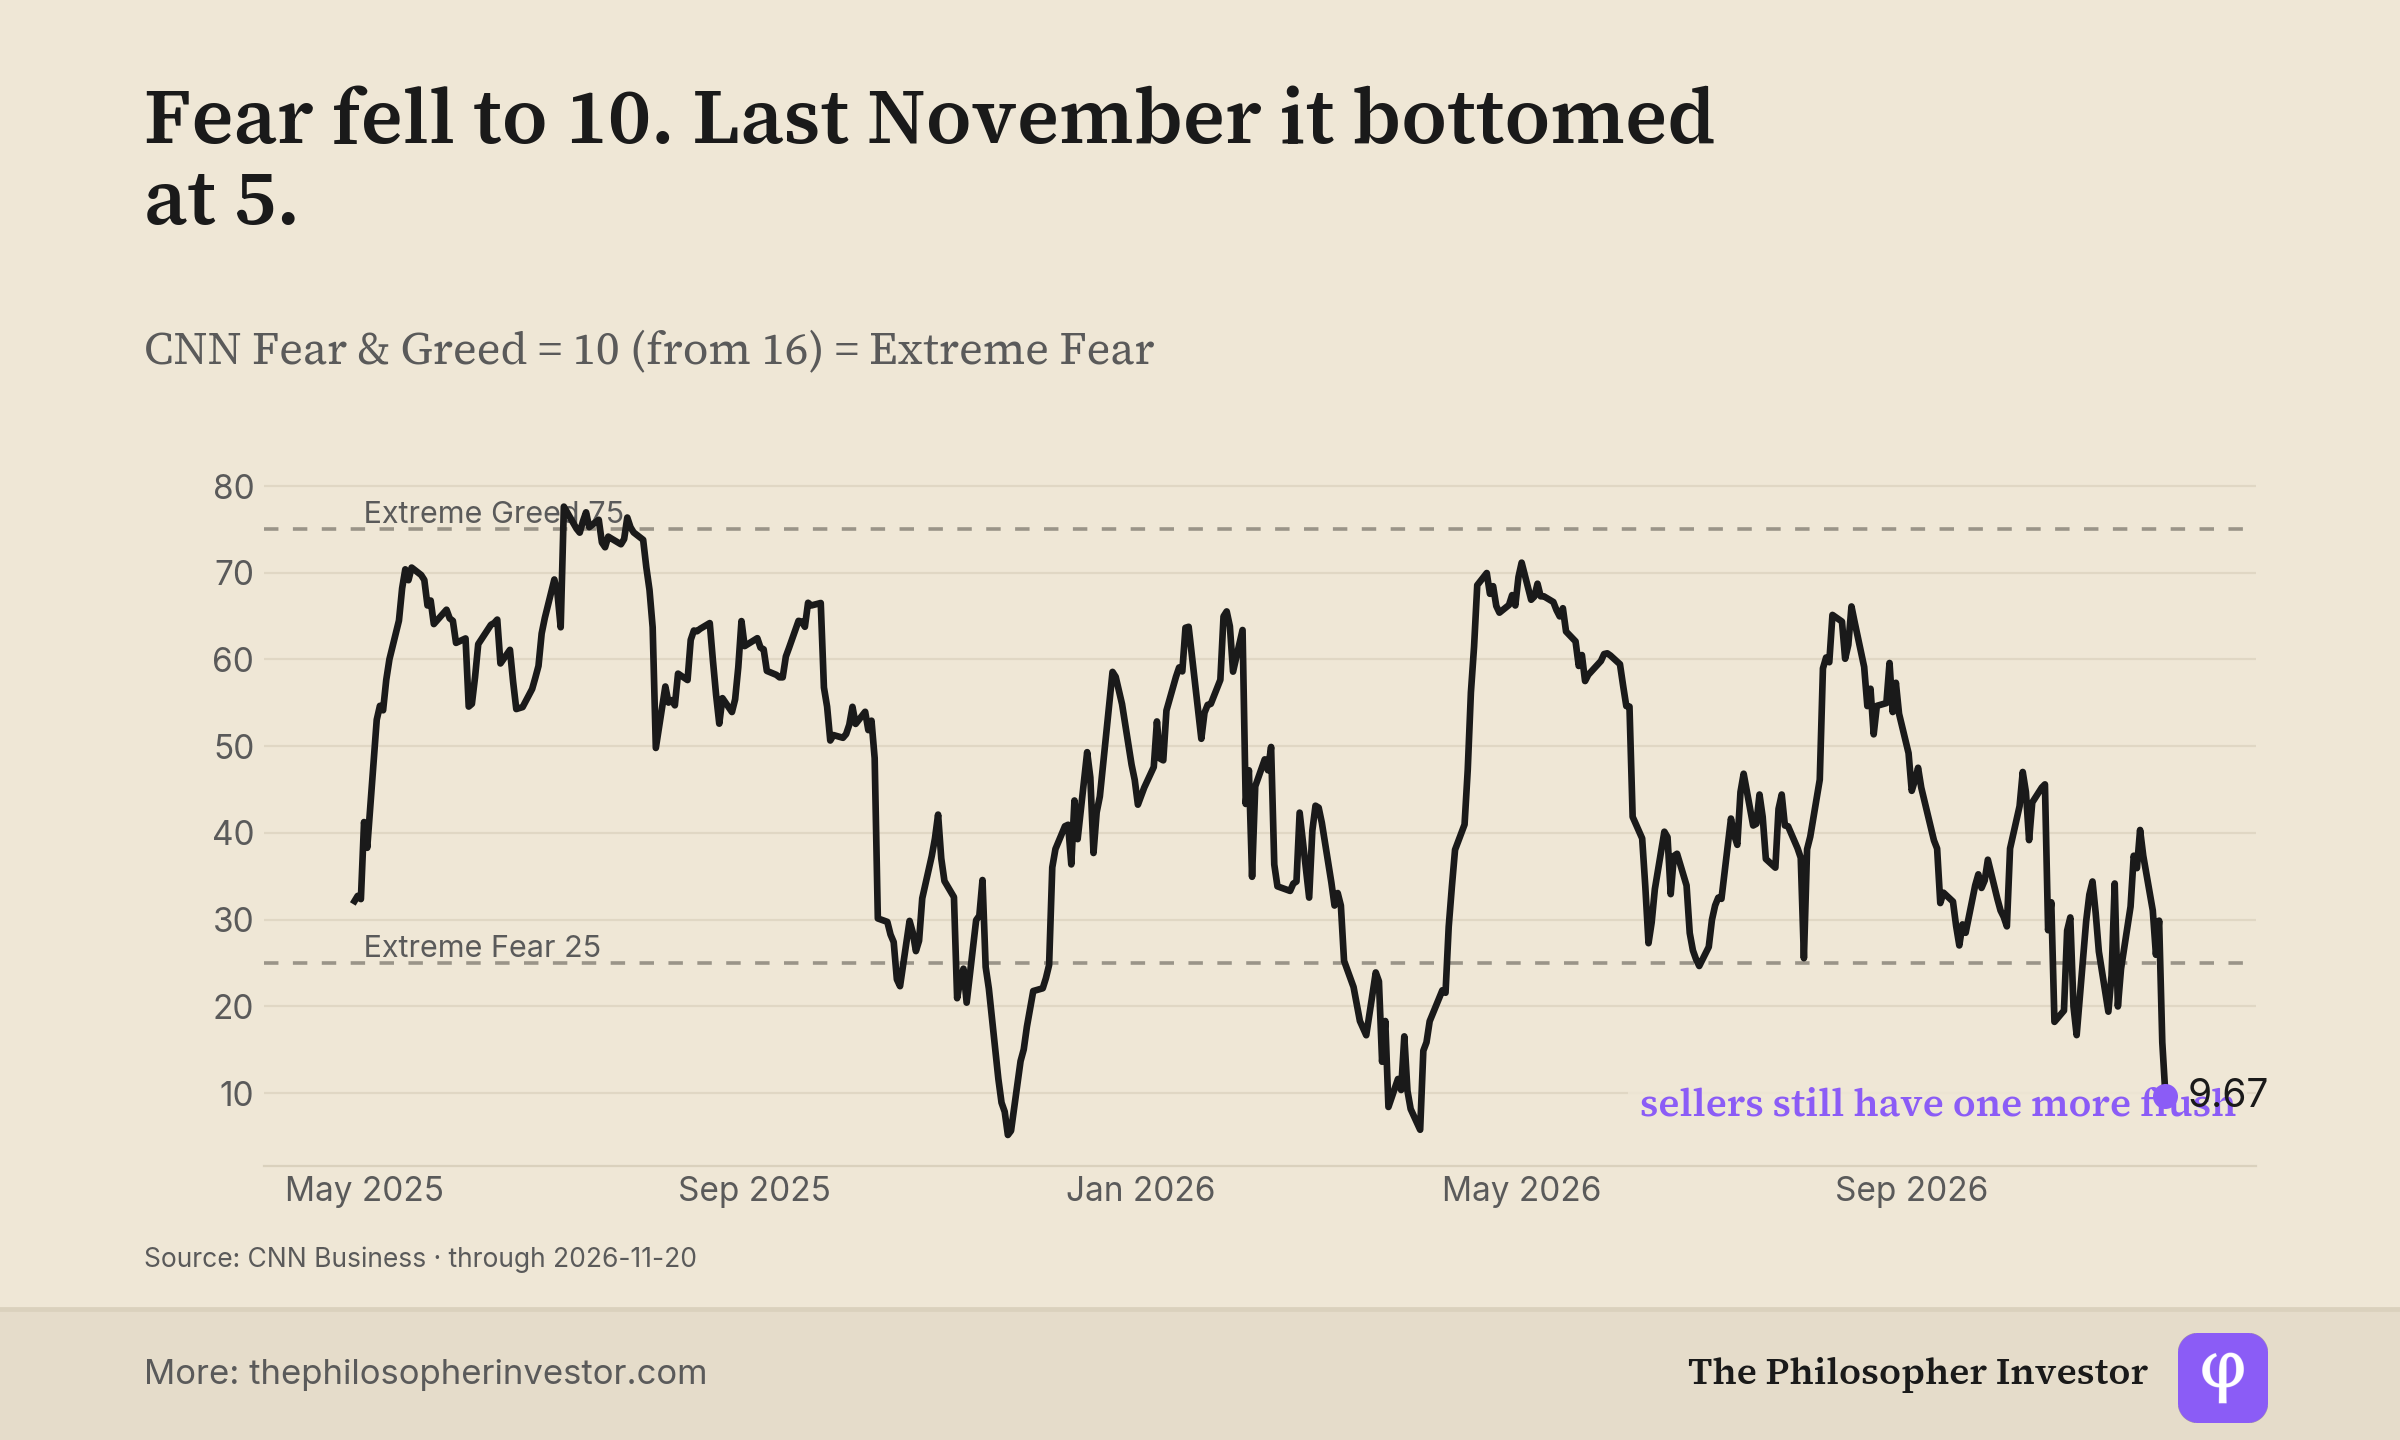 Fear fell to 10. Last November it bottomed
at 5.
CNN Fear & Greed = 10 (from 16) = Extreme Fear
80
Extreme Greed 75
70
60
50
40
30
Extreme Fear 25
20
10
sellers still have one more flush
9.67
May 2025
Sep 2025
Jan 2026
May 2026
Sep 2026
Source: CNN Business · through 2026-11-20
More: thephilosopherinvestor.com
The Philosopher Investor
φ